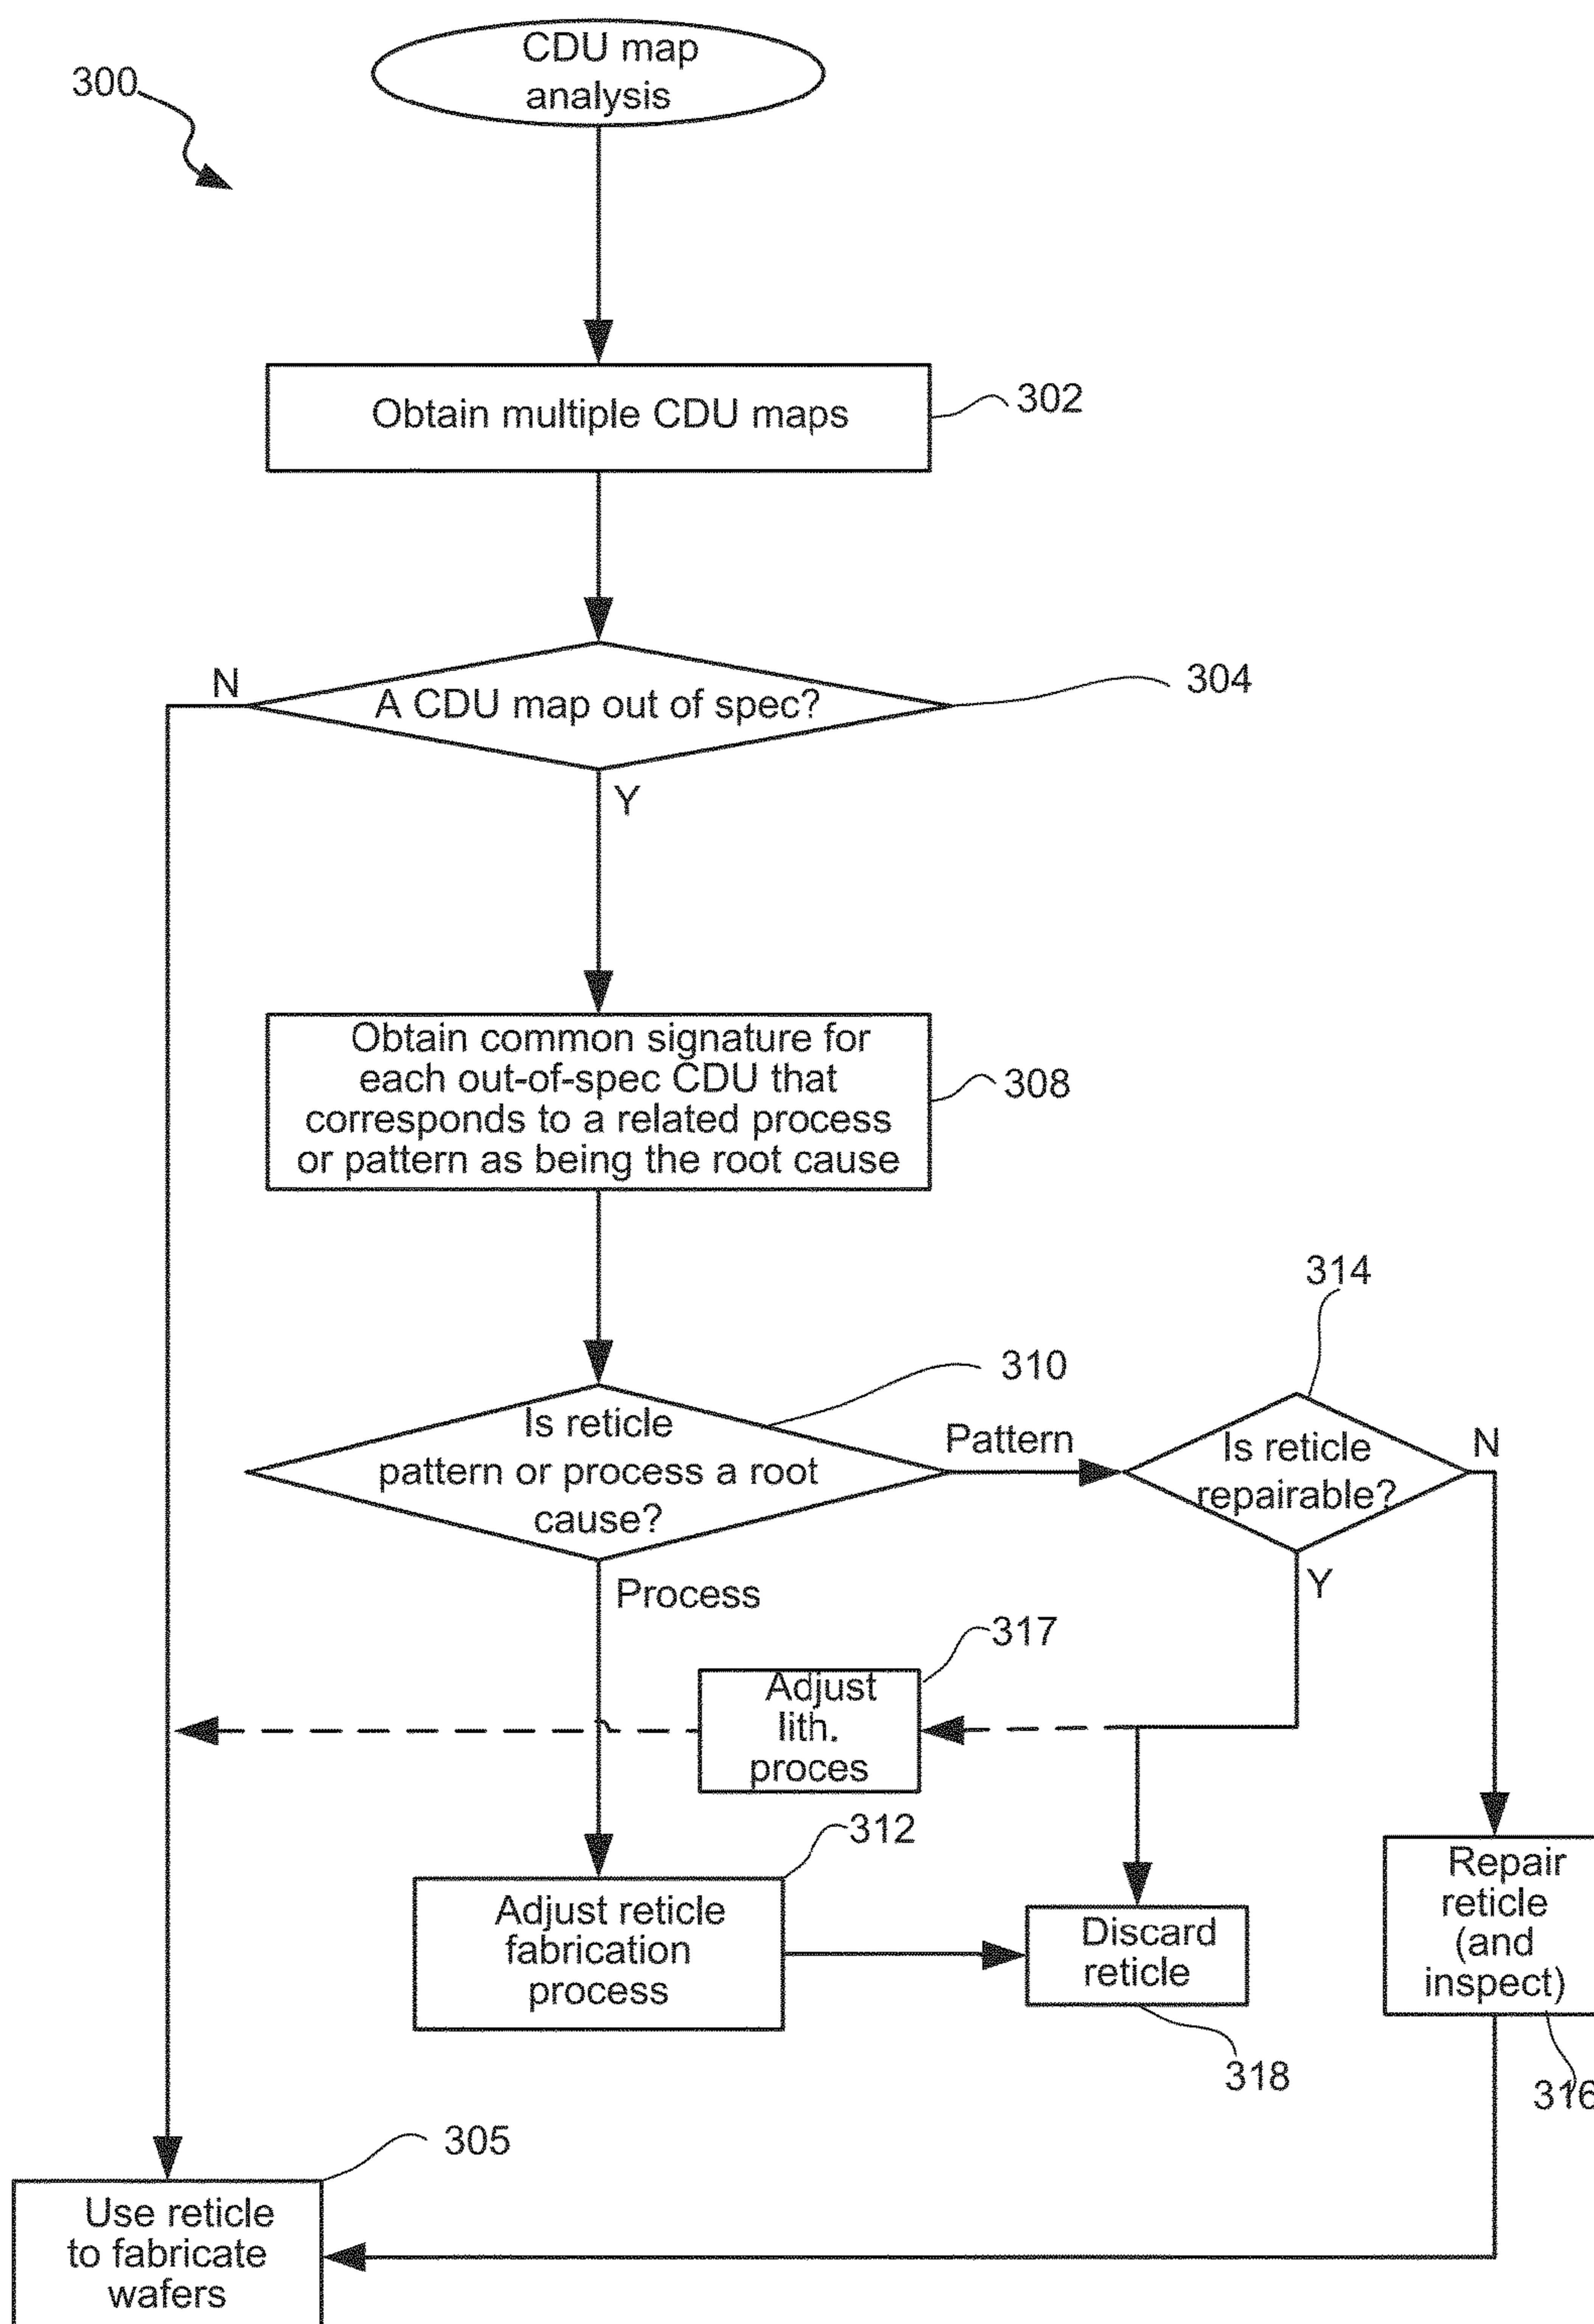 CDU map
analysis
300
Obtain multiple CDU maps
302
A CDU map out of spec?
304
N
Y
Obtain common signature for
each out-of-spec CDU that
corresponds to a related process
or pattern as being the root cause
308
Is reticle
pattern or process a root
cause?
310
Pattern
Process
Is reticle
repairable?
314
N
Y
Adjust
lith.
proces
317
Adjust reticle
fabrication
process
312
Discard
reticle
318
Repair
reticle
(and
inspect)
316
Use reticle
to fabricate
wafers
305